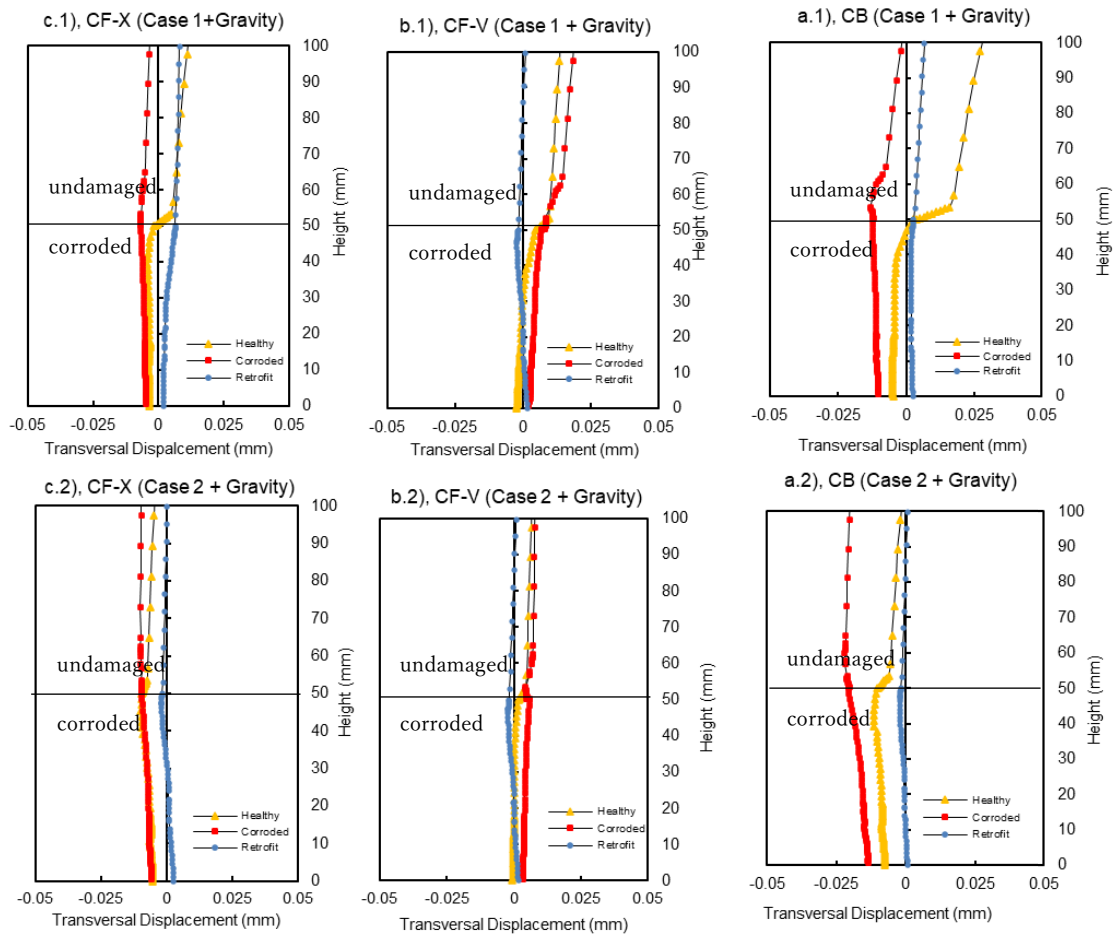 c.1), CF-X (Case 1+Gravity)
100
90
80
70
60
50
40
30
20
10
0
Height (mm)
undamaged
corroded
Healthy
Corroded
Retrofit
-0.05
-0.025
0
0.025
0.05
Transversal Displacement (mm)
b.1), CF-V (Case 1 + Gravity)
100
90
80
70
60
50
40
30
20
10
0
Height (mm)
undamaged
corroded
Healthy
Corroded
Retrofit
-0.05
-0.025
0
0.025
0.05
Transversal Displacement (mm)
a.1), CB (Case 1 + Gravity)
100
90
80
70
60
50
40
30
20
10
0
Height (mm)
undamaged
corroded
Healthy
Corroded
Retrofit
-0.05
-0.025
0
0.025
0.05
Transversal Displacement (mm)
c.2), CF-X (Case 2 + Gravity)
100
90
80
70
60
50
40
30
20
10
0
Height (mm)
undamaged
corroded
Healthy
Corroded
Retrofit
-0.05
-0.025
0
0.025
0.05
Transversal Displacement (mm)
b.2), CF-V (Case 2 + Gravity)
100
90
80
70
60
50
40
30
20
10
0
Height (mm)
undamaged
corroded
Healthy
Corroded
Retrofit
-0.05
-0.025
0
0.025
0.05
Transversal Displacement (mm)
a.2), CB (Case 2 + Gravity)
100
90
80
70
60
50
40
30
20
10
0
Height (mm)
undamaged
corroded
Healthy
Corroded
Retrofit
-0.05
-0.025
0
0.025
0.05
Transversal Displacement (mm)